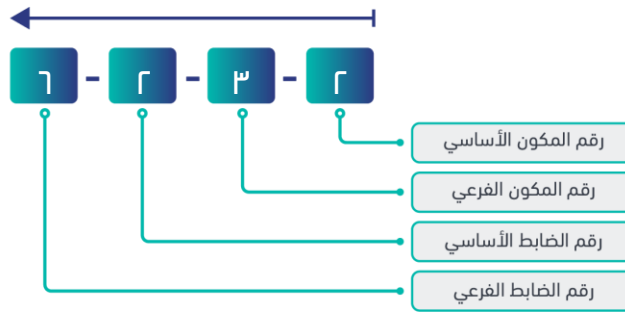 ٢ - ٣ - ٢ - ٦
رقم المكون الأساسي
رقم المكون الفرعي
رقم الضابط الأساسي
رقم الضابط الفرعي